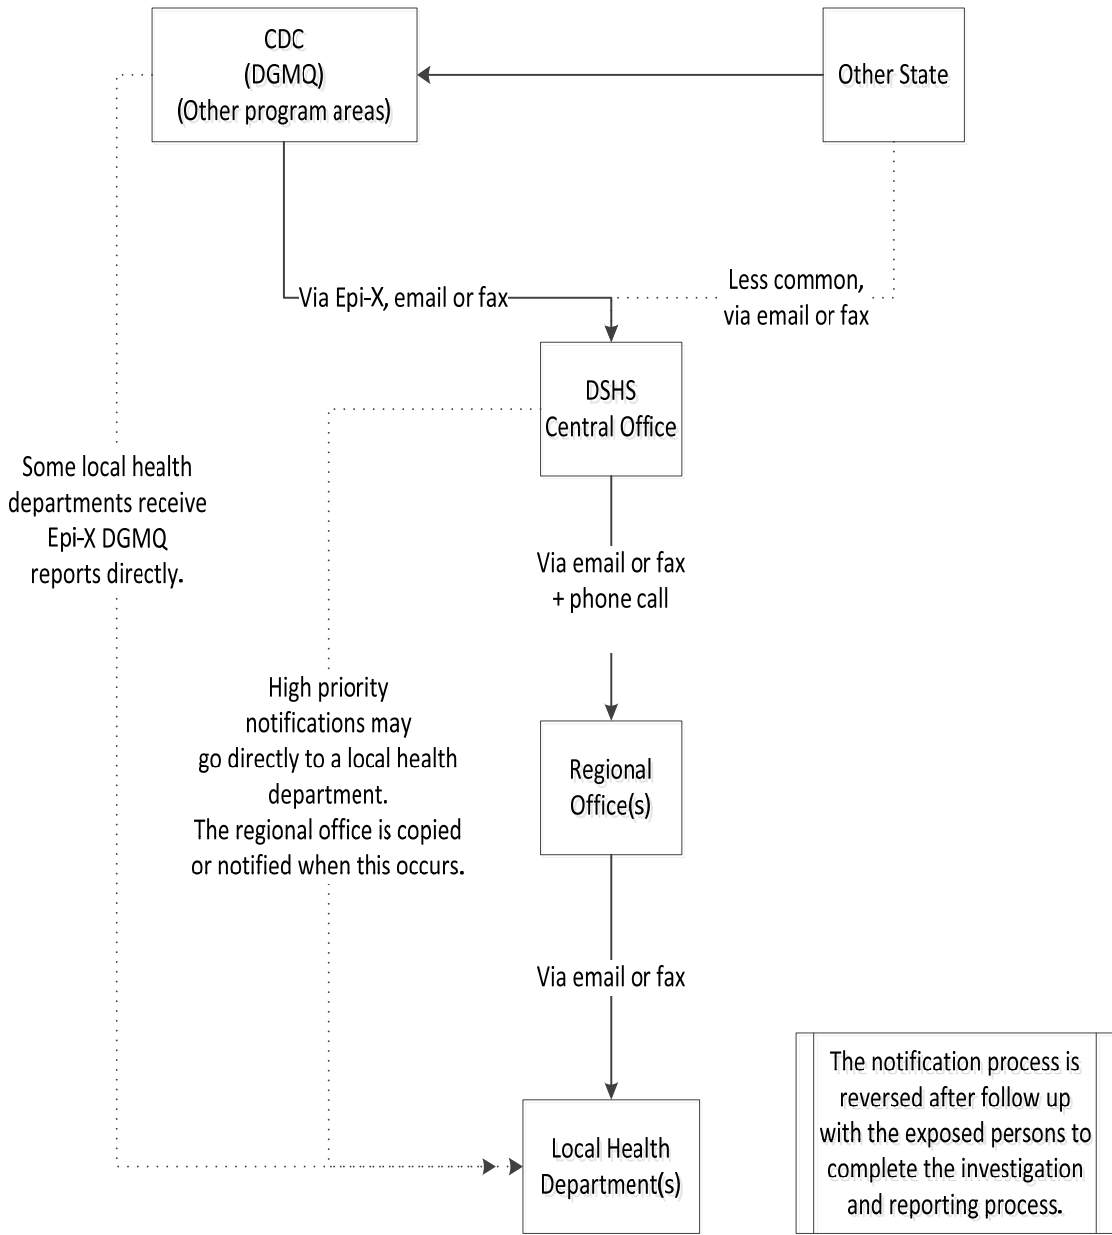 CDC
(DGMQ)
(Other program areas)
Other State
Via Epi-X, email or fax
Less common,
via email or fax
DSHS
Central Office
Some local health
departments receive
Epi-X DGMQ
reports directly.
Via email or fax
+ phone call
High priority
notifications may
go directly to a local health
department.
The regional office is copied
or notified when this occurs.
Regional
Office(s)
Via email or fax
Local Health
Department(s)
The notification process is
reversed after follow up
with the exposed persons to
complete the investigation
and reporting process.